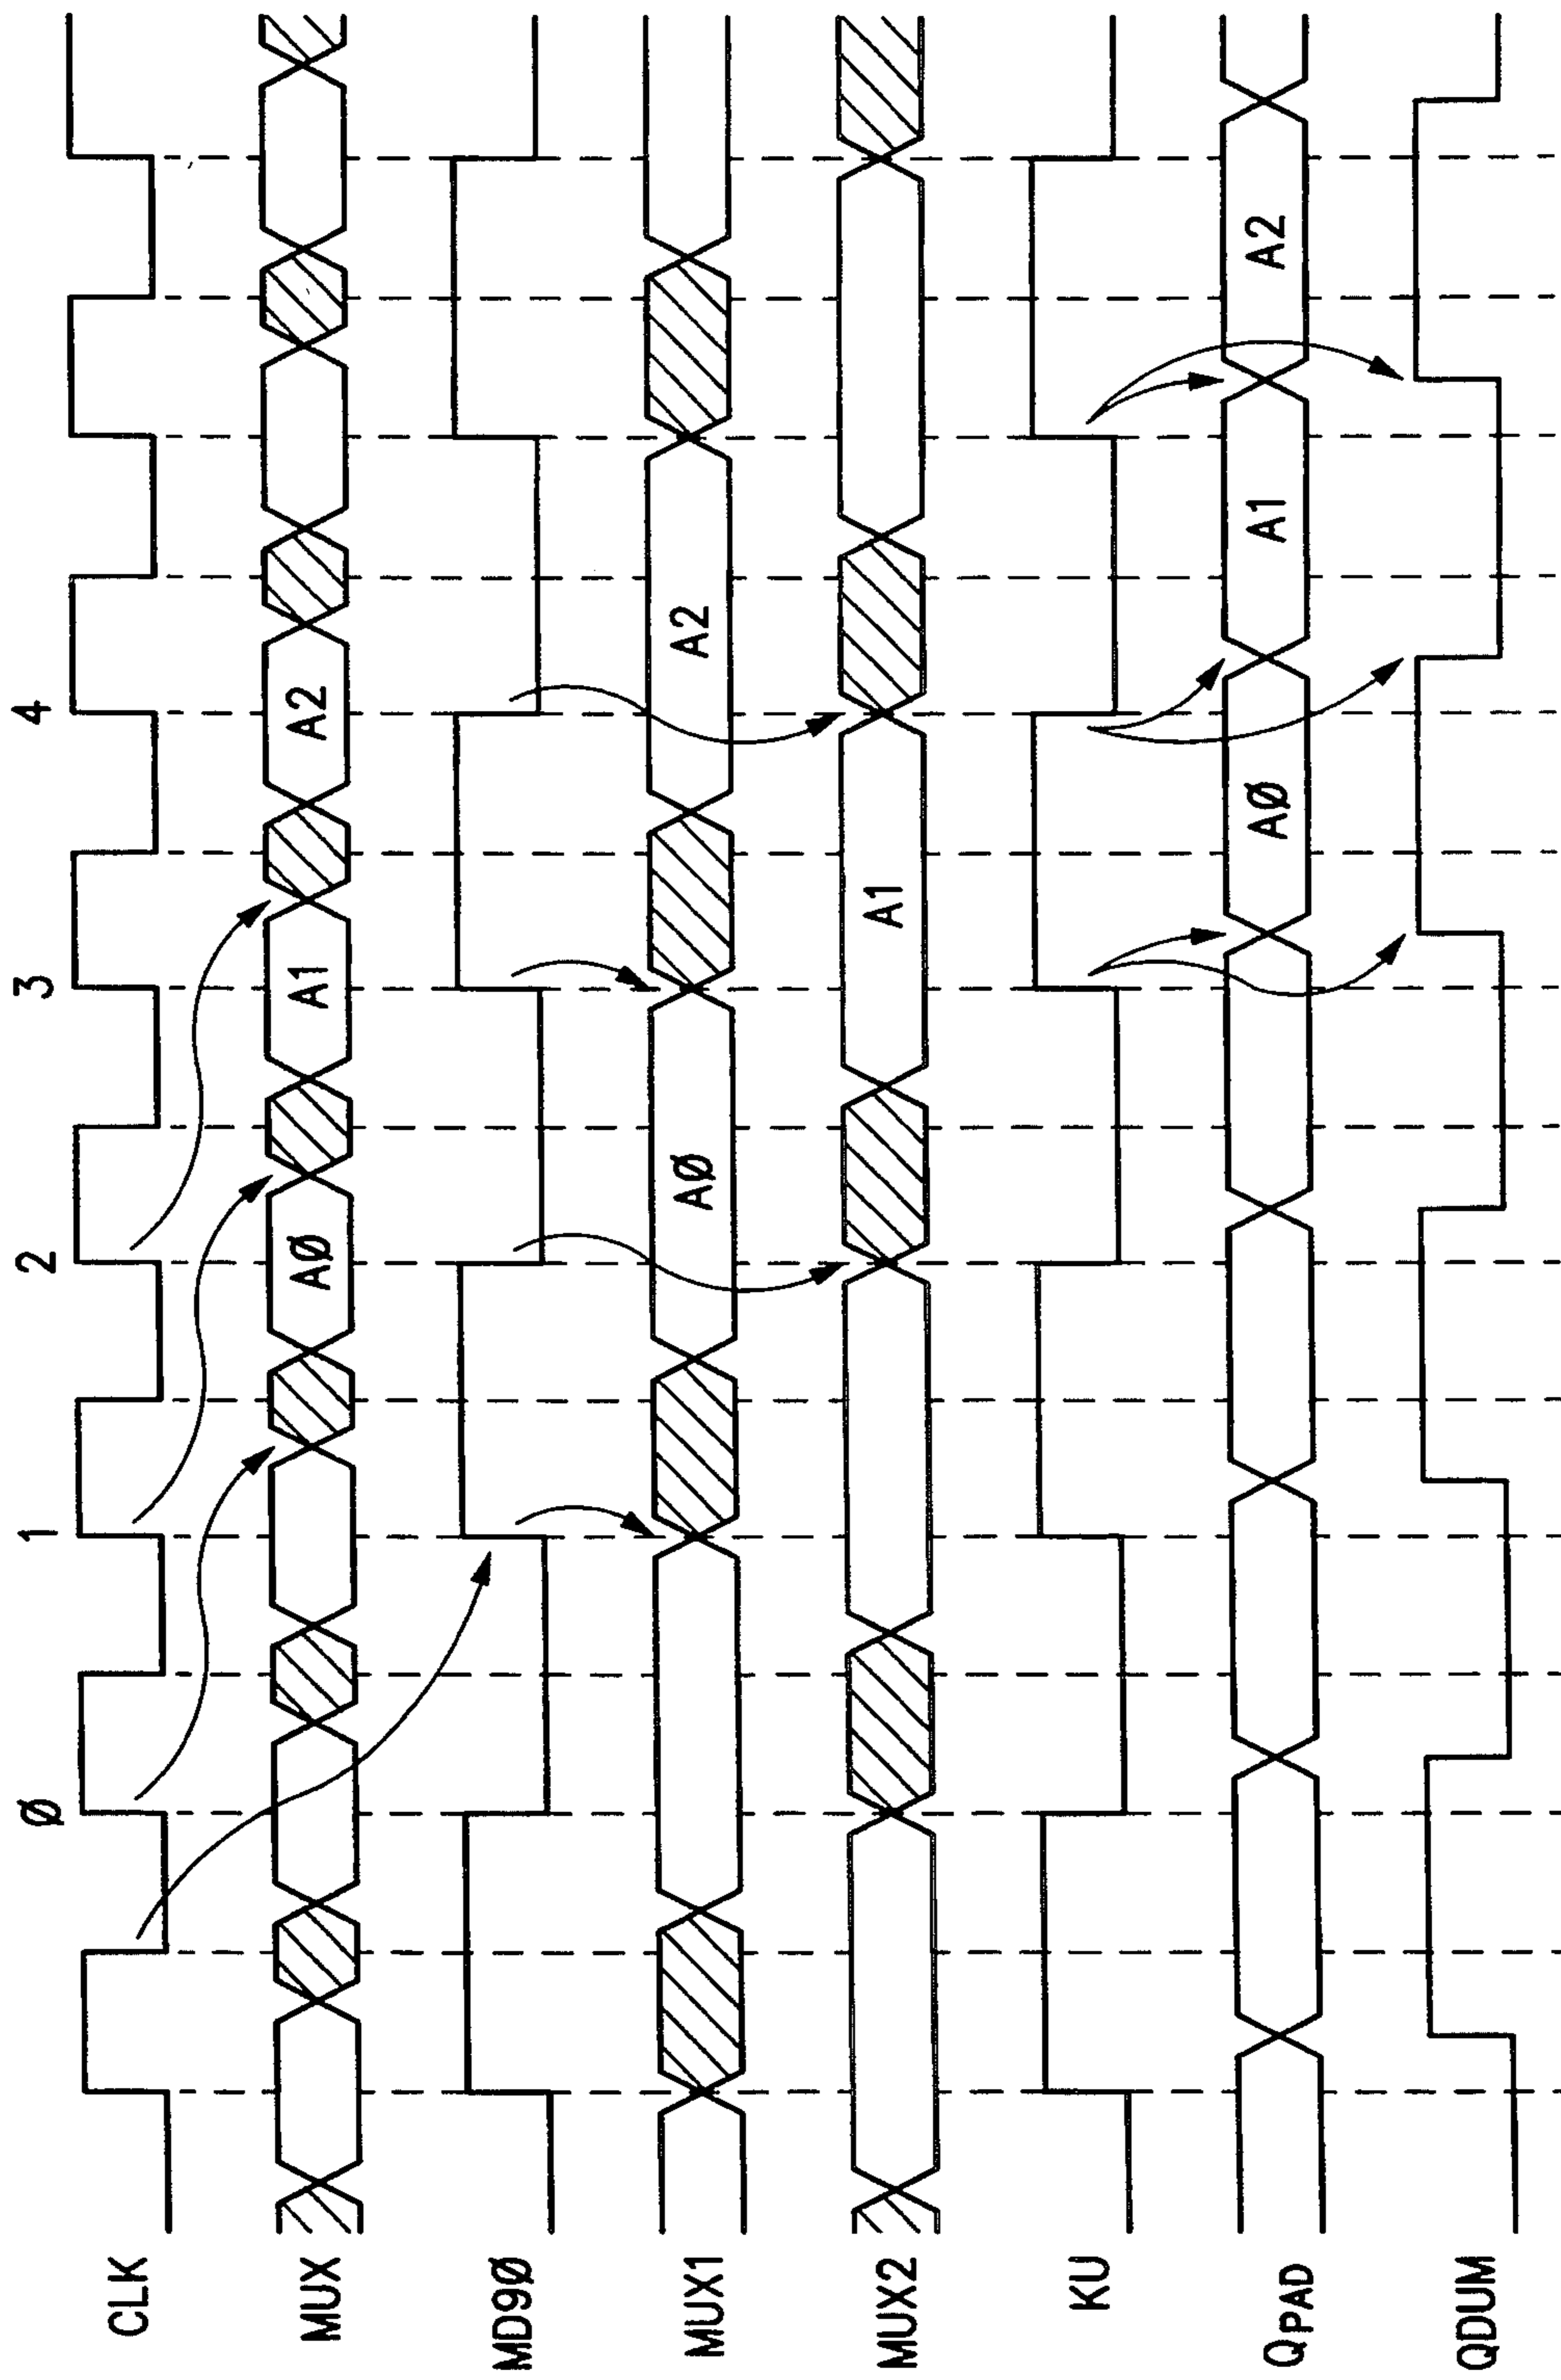 Ø 1 2 3 4
CLK
MUX AØ A1 A2
MD9Ø
MUX1 AØ A2
MUX2 A1
KU
QPAD AØ A1 A2
QDUM